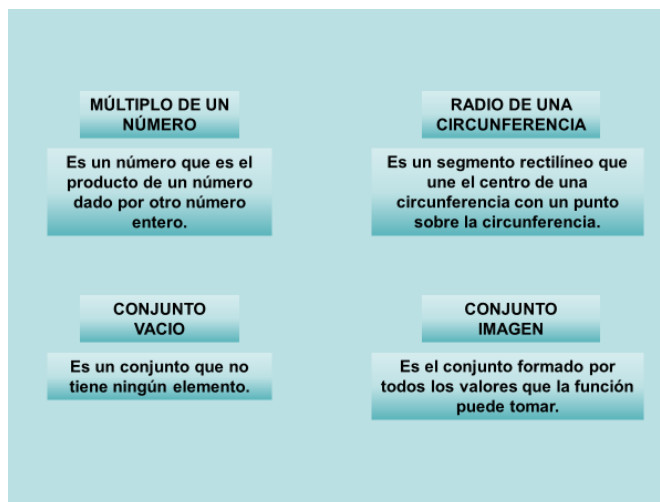 MÚLTIPLO DE UN
NÚMERO
Es un número que es el
producto de un número
dado por otro número
entero.
RADIO DE UNA
CIRCUNFERENCIA
Es un segmento rectilíneo que
une el centro de una
circunferencia con un punto
sobre la circunferencia.
CONJUNTO
VACIO
Es un conjunto que no
tiene ningún elemento.
CONJUNTO
IMAGEN
Es el conjunto formado por
todos los valores que la función
puede tomar.